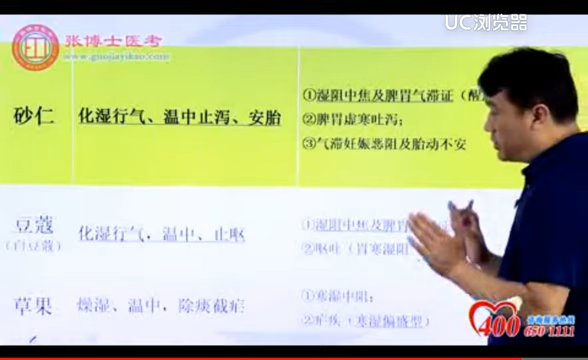 UC浏览器
张博士医考
www.guojiayikao.com
砂仁
化湿行气、温中止泻、安胎
①湿阻中焦及脾胃气滞证（醒
②脾胃虚寒吐泻；
③气滞妊娠恶阻及胎动不安
豆蔻
（白豆蔻）
化湿行气，温中、止呕
①湿阻中焦及脾
②呕吐（胃寒湿阻
草果
燥湿、温中，除痰截疟
①寒湿中阻；
②疟疾（寒湿偏盛型）
400
650 1111